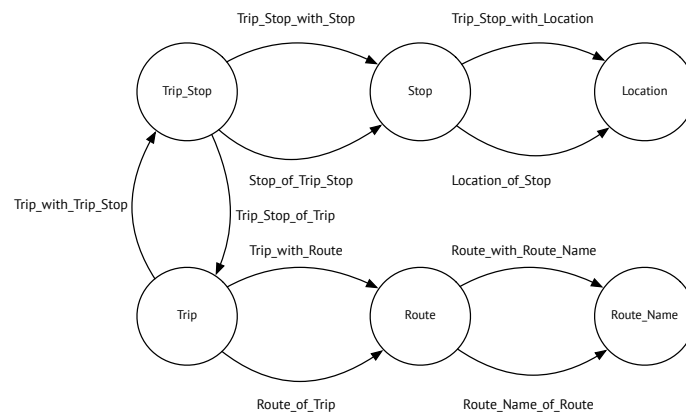 Trip_Stop_with_Stop
Trip_Stop_with_Location
Trip_Stop
Stop
Location
Stop_of_Trip_Stop
Location_of_Stop
Trip_with_Trip_Stop
Trip_Stop_of_Trip
Trip_with_Route
Route_with_Route_Name
Trip
Route
Route_Name
Route_of_Trip
Route_Name_of_Route